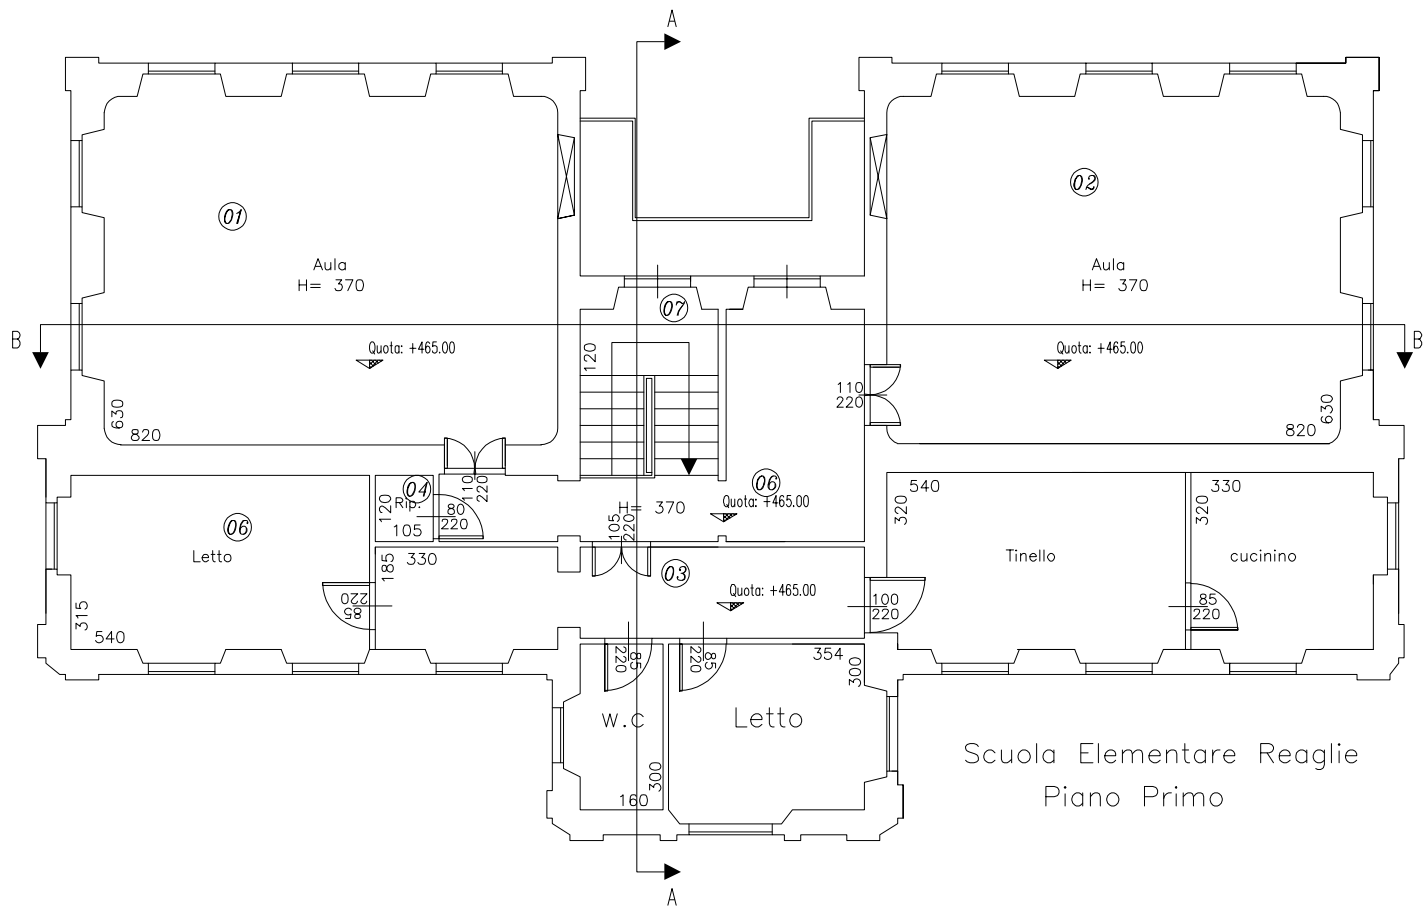 A
01
02
Aula
H= 370
Aula
H= 370
07
B
B
Quota: +465.00
120
Quota: +465.00
110
220
630
820
630
820
04
Rip.
120
105
110
220
80
220
H= 370
06
Quota: +465.00
105
220
540
320
330
320
06
Letto
Tinello
cucinino
185
330
03
Quota: +465.00
220
85
100
220
85
220
315
540
85
220
85
220
354
300
w.c
Letto
300
160
Scuola Elementare Reaglie
Piano Primo
A